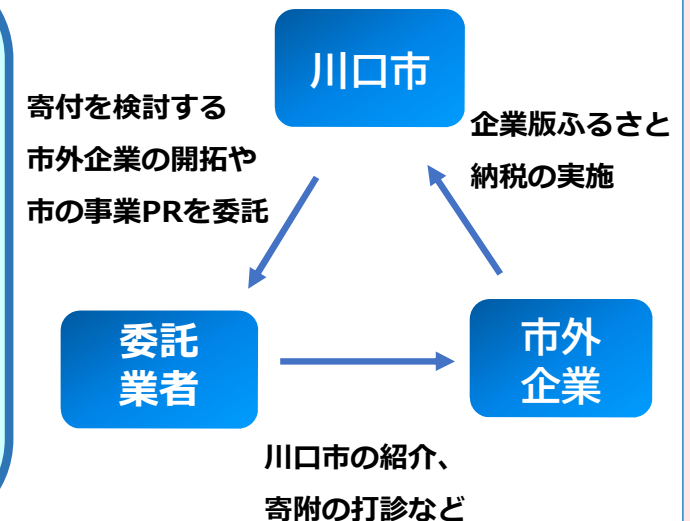 川口市
寄付を検討する
市外企業の開拓や
市の事業PRを委託
企業版ふるさと
納税の実施
委託
業者
市外
企業
川口市の紹介、
寄附の打診など